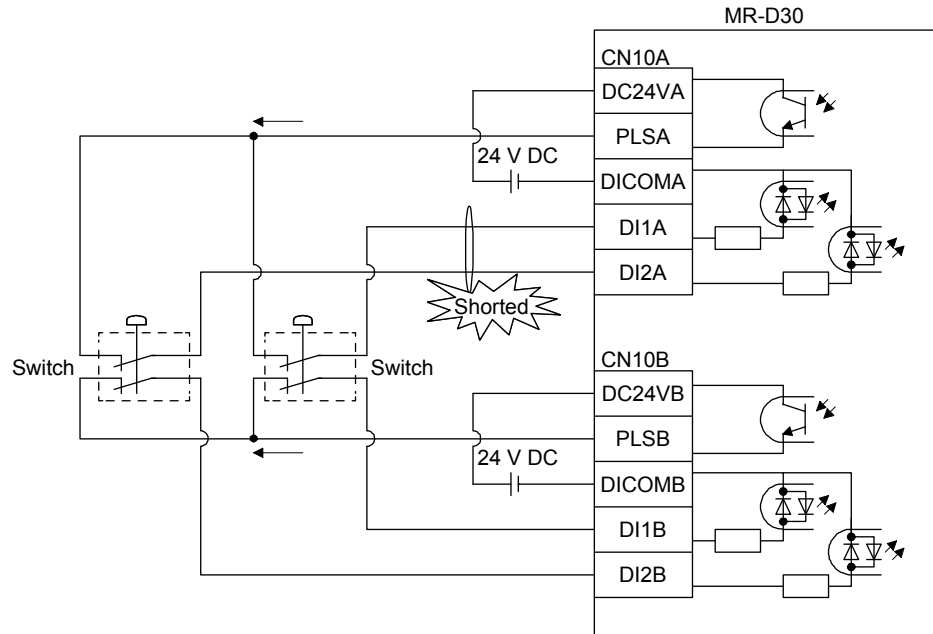 MR-D30
CN10A
DC24VA
PLSA
24 V DC
DICOMA
DI1A
DI2A
Shorted
Switch
Switch
CN10B
DC24VB
PLSB
24 V DC
DICOMB
DI1B
DI2B